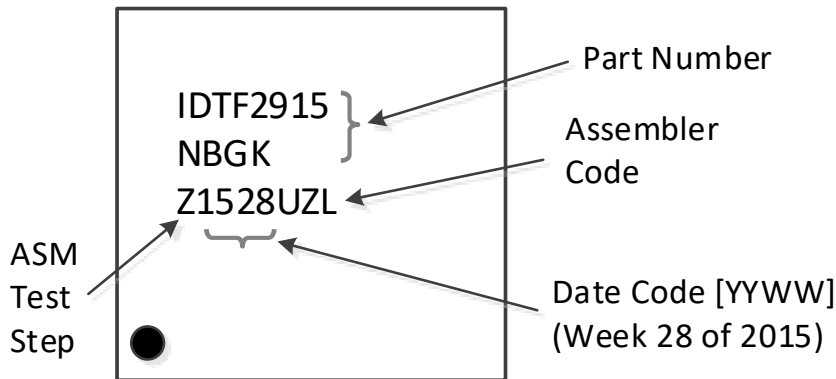 IDTF2915
NBGK
Z1528UZL
Part Number
Assembler
Code
ASM
Test
Step
Date Code [YYWW]
(Week 28 of 2015)